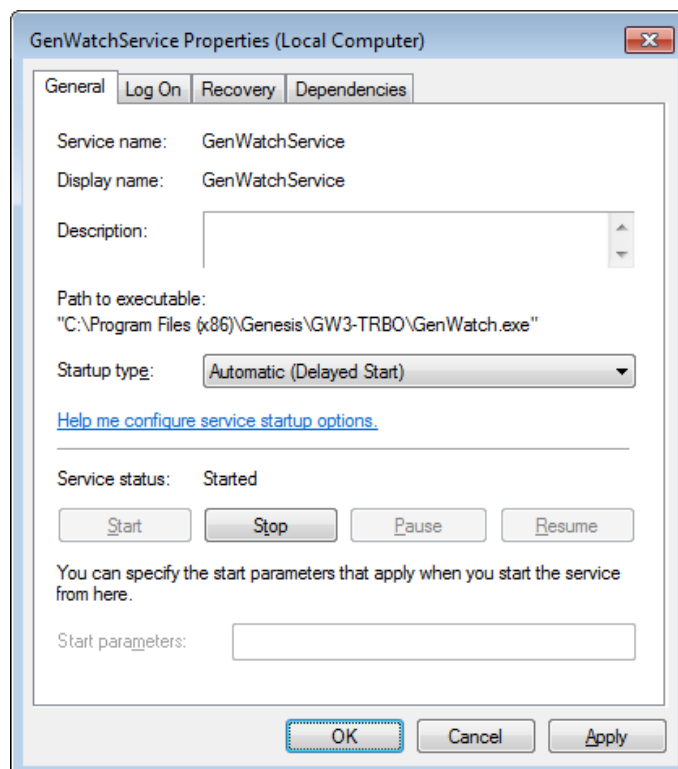 GenWatchService Properties (Local Computer)
General Log On Recovery Dependencies
Service name: GenWatchService
Display name: GenWatchService
Description:
Path to executable:
"C:\Program Files (x86)\Genesis\GW3-TRBO\GenWatch.exe"
Startup type: Automatic (Delayed Start)
Help me configure service startup options.
Service status: Started
Start Stop Pause Resume
You can specify the start parameters that apply when you start the service
from here.
Start parameters:
OK Cancel Apply